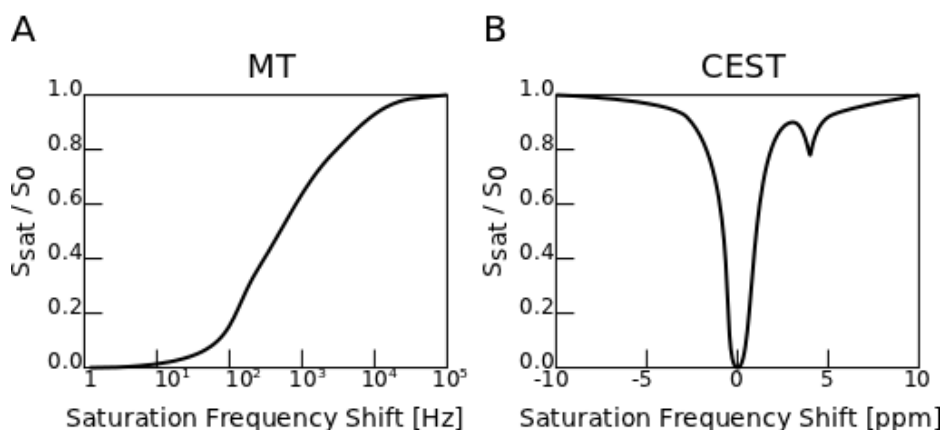 A
B
MT
CEST
1.0
0.8
0.6
0.4
0.2
0.0
Ssat / S0
1 10¹ 10² 10³ 10⁴ 10⁵
Saturation Frequency Shift [Hz]
1.0
0.8
0.6
0.4
0.2
0.0
Ssat / S0
-10 -5 0 5 10
Saturation Frequency Shift [ppm]